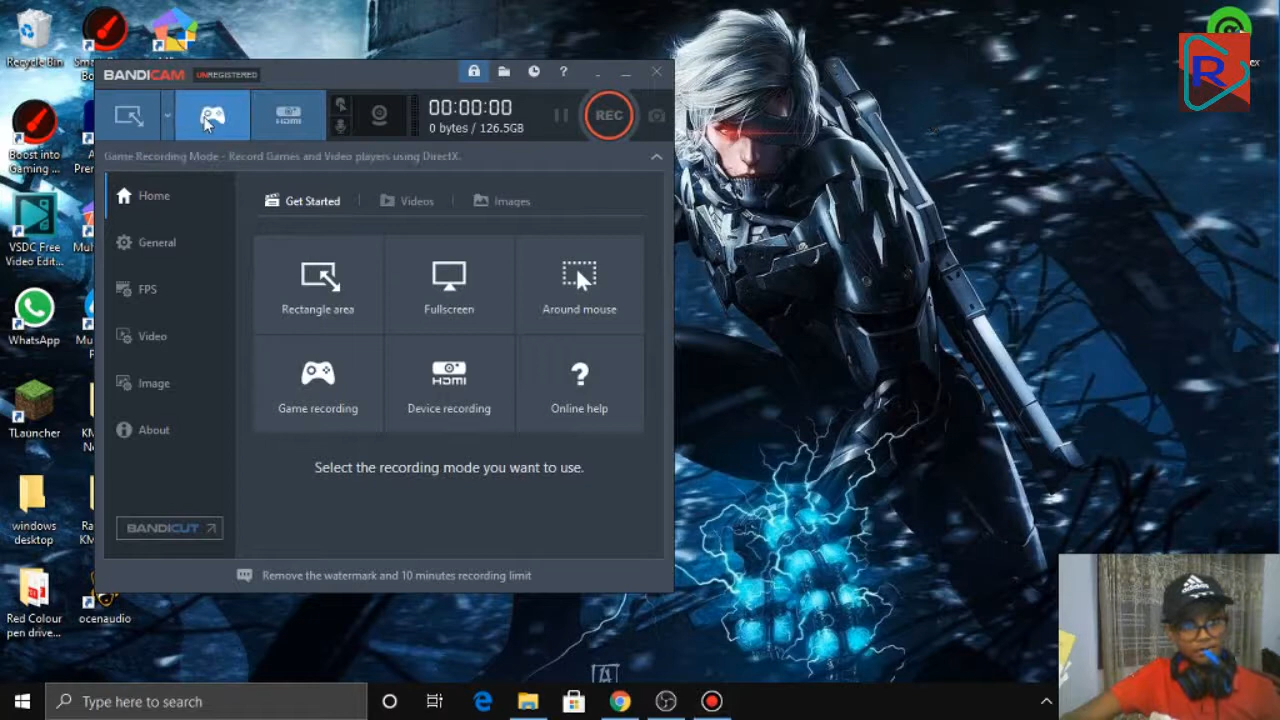 Recycle Bin
BANDICAM UNREGISTERED
?
HDMI
00:00:00
0 bytes / 126.5GB
REC
R
Game Recording Mode - Record Games and Video players using DirectX.
Boost into
Gaming ...
Home
Get Started
Videos
Images
General
VSDC Free
Video Edit...
FPS
Rectangle area
Fullscreen
Around mouse
WhatsApp
Video
Image
HDMI
?
Game recording
Device recording
Online help
TLauncher
About
Select the recording mode you want to use.
windows
desktop
BANDICUT
Remove the watermark and 10 minutes recording limit
Red Colour
pen drive...
ocenaudio
adidas
Type here to search